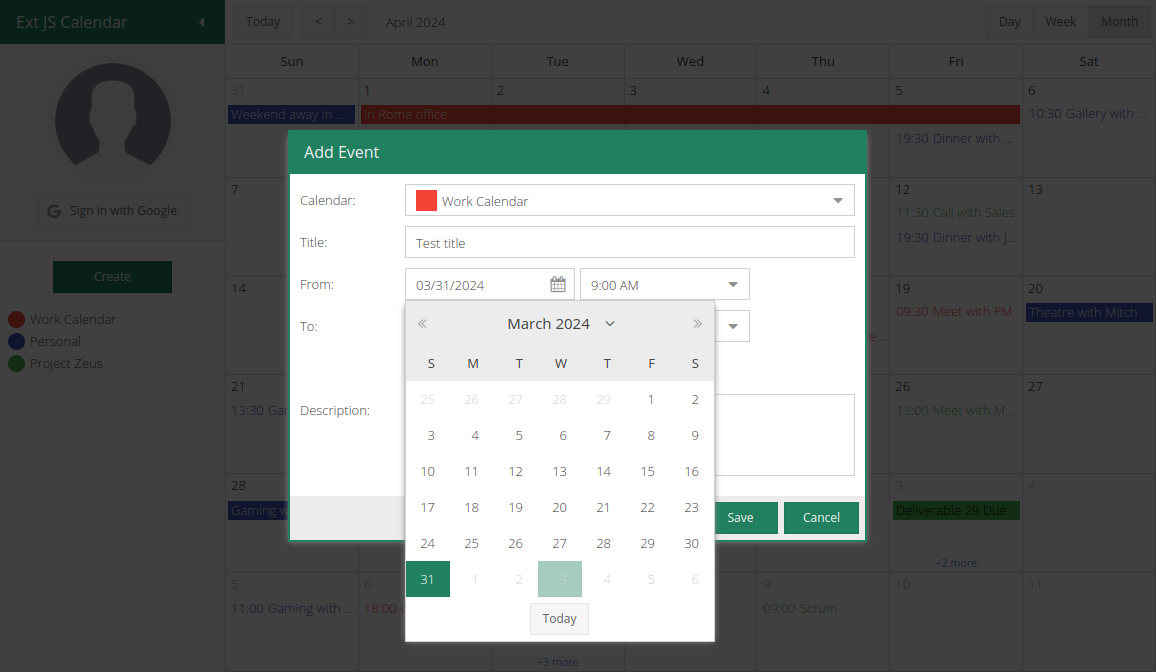 Ext JS Calendar
Today < > April 2024 Day Week Month
Sun Mon Tue Wed Thu Fri Sat
31 1 2 3 4 5 6
Weekend away in ... In Rome office 10:30 Gallery with ...
19:30 Dinner with ...
Add Event
Sign in with Google
Create
Work Calendar
Personal
Project Zeus
Calendar: Work Calendar
Title: Test title
From: 03/31/2024 9:00 AM
To:
Description:
March 2024
S M T W T F S
25 26 27 28 29 1 2
3 4 5 6 7 8 9
10 11 12 13 14 15 16
17 18 19 20 21 22 23
24 25 26 27 28 29 30
31 1 2 3 4 5 6
Today
Save Cancel
7 12 13
11:30 Call with Sales
19:30 Dinner with J...
14 19 20
09:30 Meet with PM Theatre with Mitch
e...
21 26 27
13:30 Gar 13:00 Meet with M...
28 3 4
Gaming w Deliverable 29 Due
+2 more
5 6 9 10 11
11:00 Gaming with ... 18:00 09:00 Scrum
+3 more